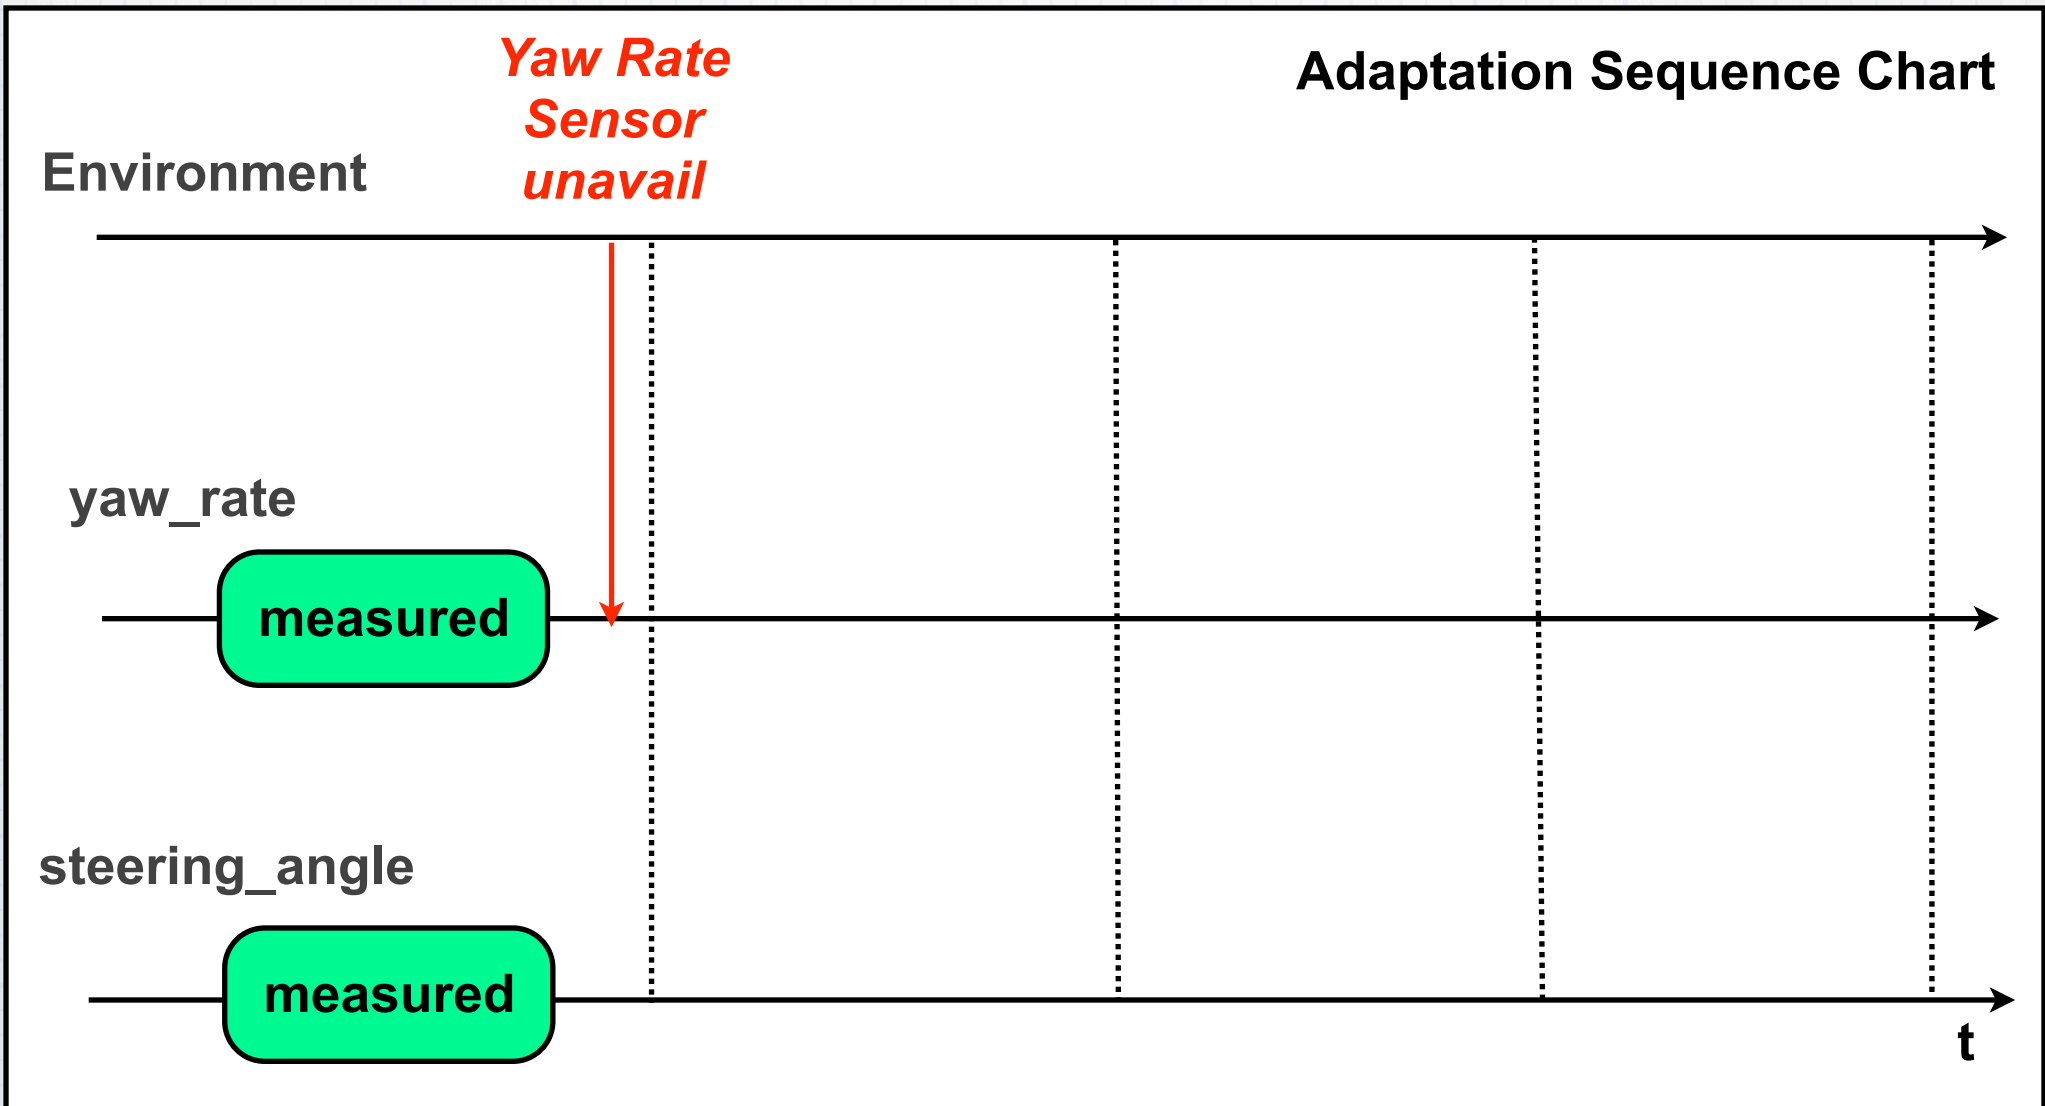 Yaw Rate
Sensor
unavail
Adaptation Sequence Chart
Environment
yaw_rate
measured
steering_angle
measured
t